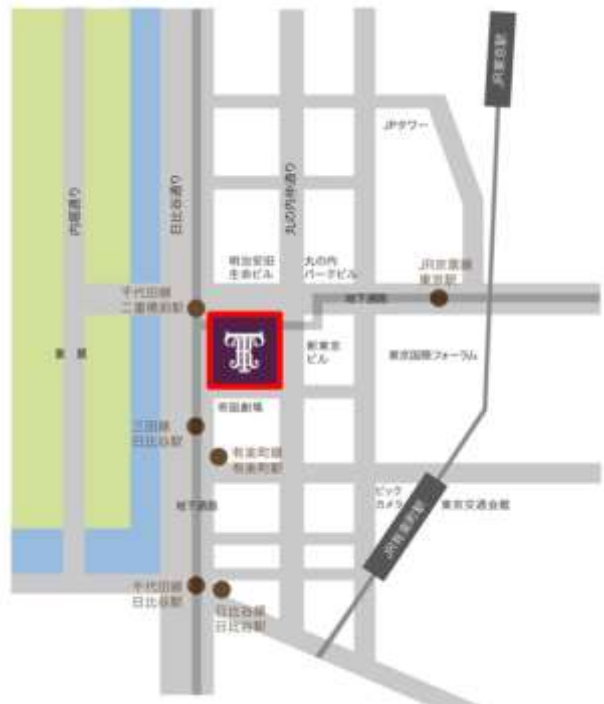 JR東京駅
JPタワー
内堀通り
日比谷通り
丸の内仲通り
明治安田
生命ビル
丸の内
パークビル
JR京葉線
東京駅
千代田線
二重橋前駅
地下通路
皇居
新東京
ビル
東京国際フォーラム
帝国劇場
三田線
日比谷駅
有楽町線
有楽町駅
ビック
カメラ
東京交通会館
JR有楽町駅
地下通路
千代田線
日比谷駅
日比谷線
日比谷駅